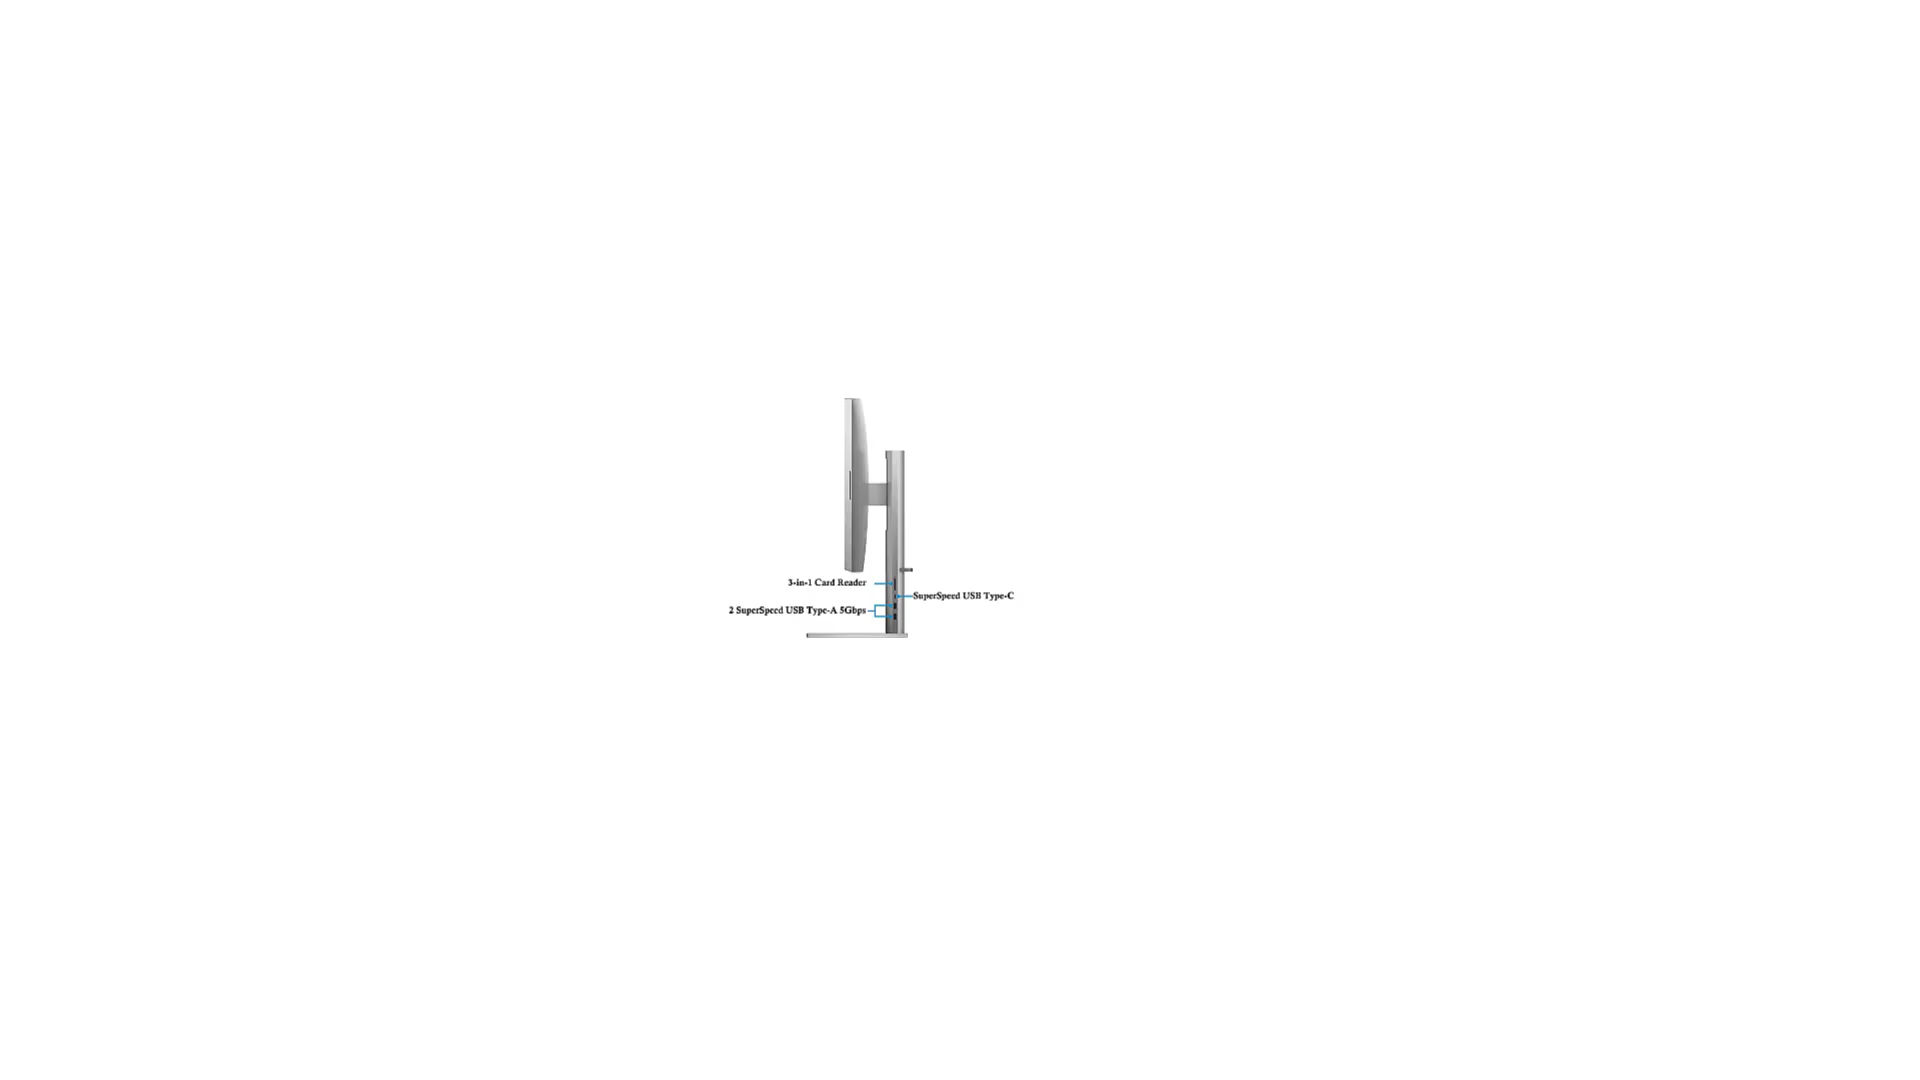 3-in-1 Card Reader
SuperSpeed USB Type-C
2 SuperSpeed USB Type-A 5Gbps